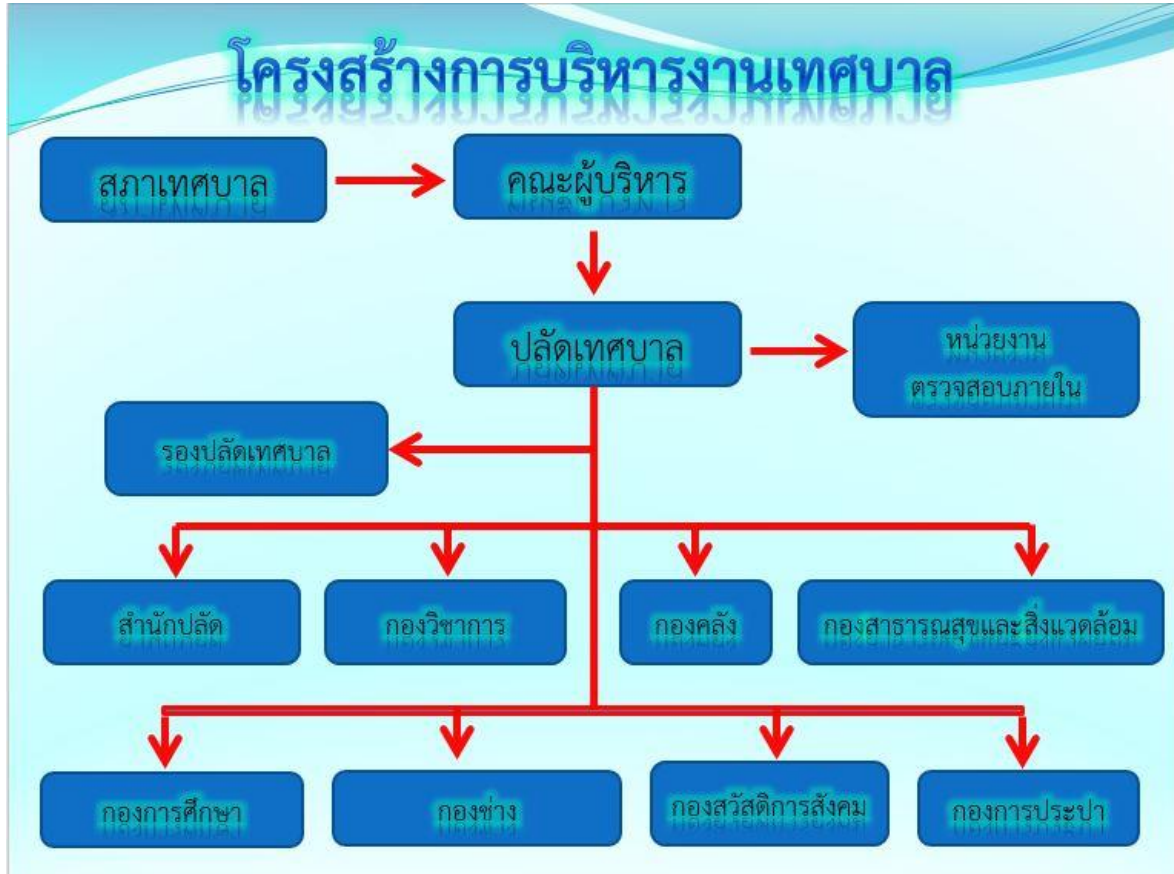 โครงสร้างการบริหารงานเทศบาล
สภาเทศบาล
คณะผู้บริหาร
ปลัดเทศบาล
หน่วยงาน
ตรวจสอบภายใน
รองปลัดเทศบาล
สำนักปลัด
กองวิชาการ
กองคลัง
กองสาธารณสุขและสิ่งแวดล้อม
กองการศึกษา
กองช่าง
กองสวัสดิการสังคม
กองการประปา